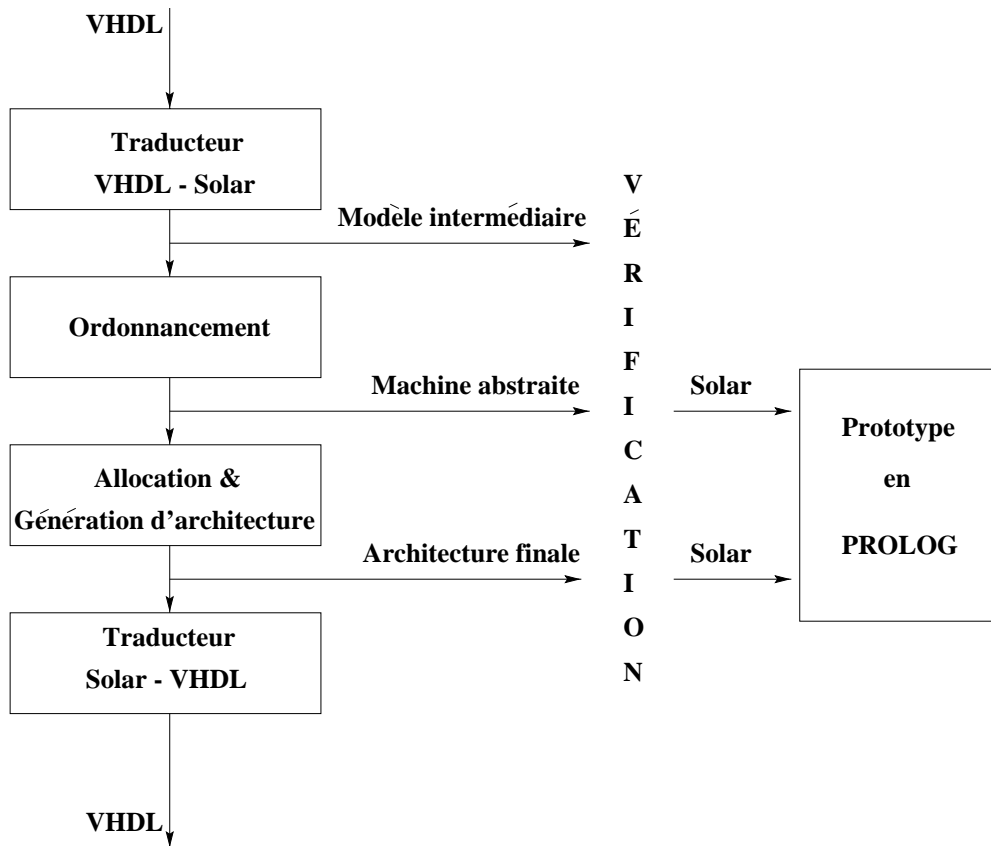 VHDL
Traducteur
VHDL - Solar
Modèle intermédiaire
Ordonnancement
Machine abstraite
Allocation &
Génération d'architecture
Architecture finale
Traducteur
Solar - VHDL
VHDL
V
É
R
I
F
I
C
A
T
I
O
N
Solar
Solar
Prototype
en
PROLOG